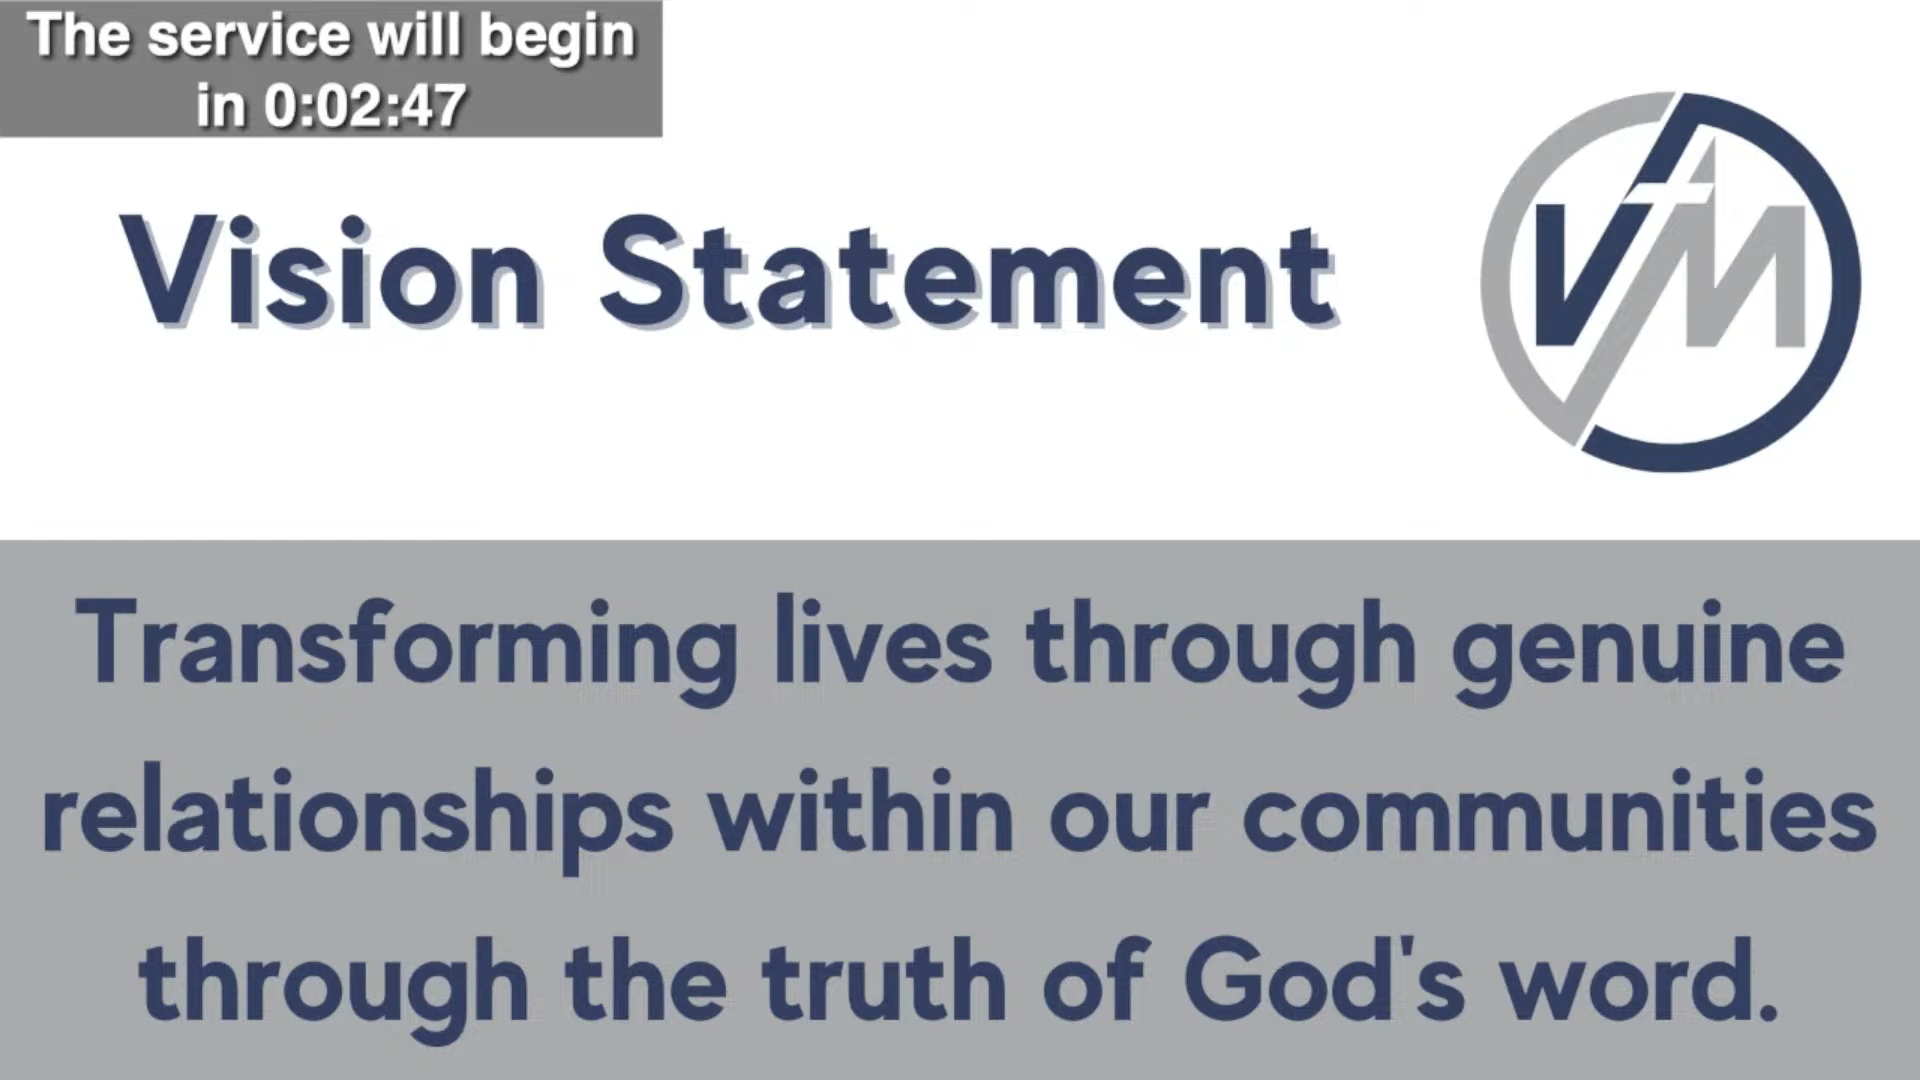 The service will begin
in 0:02:47
Vision Statement
VM
Transforming lives through genuine
relationships within our communities
through the truth of God's word.